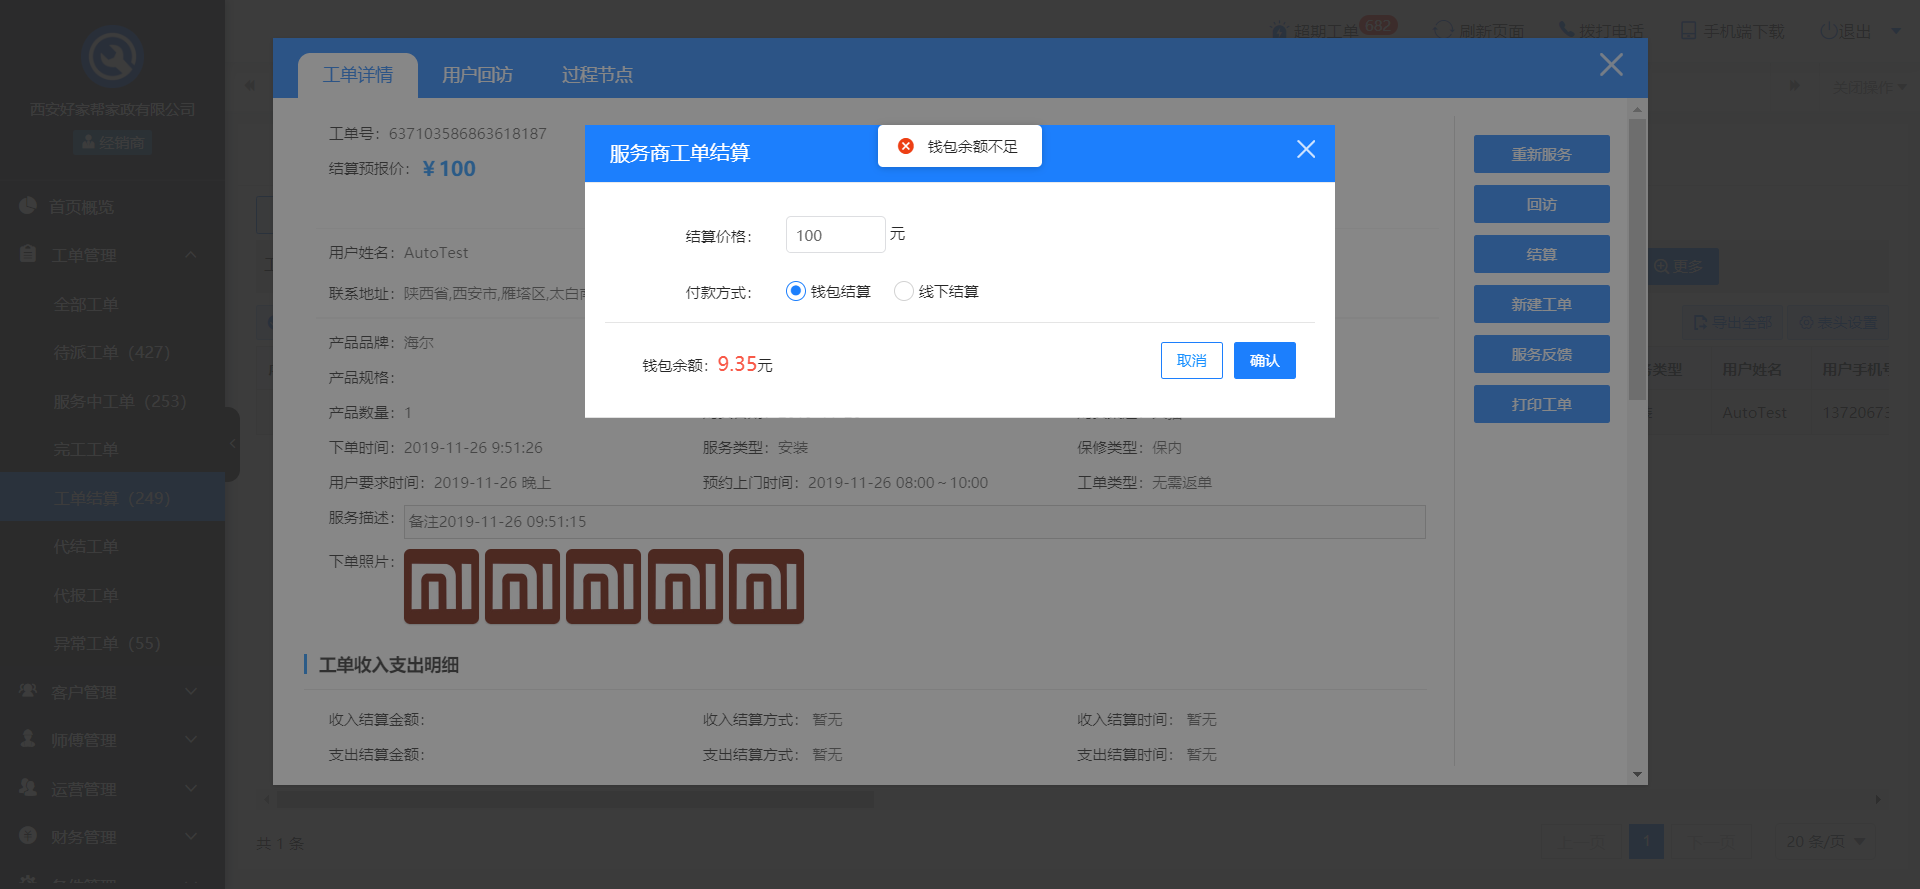 超期工单 682 刷新页面 拨打电话 手机端下载 退出
西安好家帮家政有限公司
经销商
首页概览
工单管理
全部工单
待派工单（427）
服务中工单（253）
完工工单
工单结算（249）
代结工单
代报工单
异常工单（55）
客户管理
师傅管理
运营管理
财务管理
关闭操作
工单详情 用户回访 过程节点
工单号：637103586863618187
结算预报价：￥100
用户姓名：AutoTest
联系地址：陕西省,西安市,雁塔区,太白南
产品品牌：海尔
产品规格：
产品数量：1
下单时间：2019-11-26 9:51:26 服务类型：安装 保修类型：保内
用户要求时间：2019-11-26 晚上 预约上门时间：2019-11-26 08:00～10:00 工单类型：无需返单
服务描述：备注2019-11-26 09:51:15
下单照片：
工单收入支出明细
收入结算金额： 收入结算方式： 暂无 收入结算时间： 暂无
支出结算金额： 支出结算方式： 暂无 支出结算时间： 暂无
服务商工单结算
钱包余额不足
结算价格：100 元
付款方式：钱包结算 线下结算
钱包余额：9.35元
取消 确认
重新服务
回访
结算
新建工单
服务反馈
打印工单
更多
导出全部 表头设置
类型 用户姓名 用户手机号
AutoTest 1372067
共 1 条
上一页 1 下一页 20 条/页